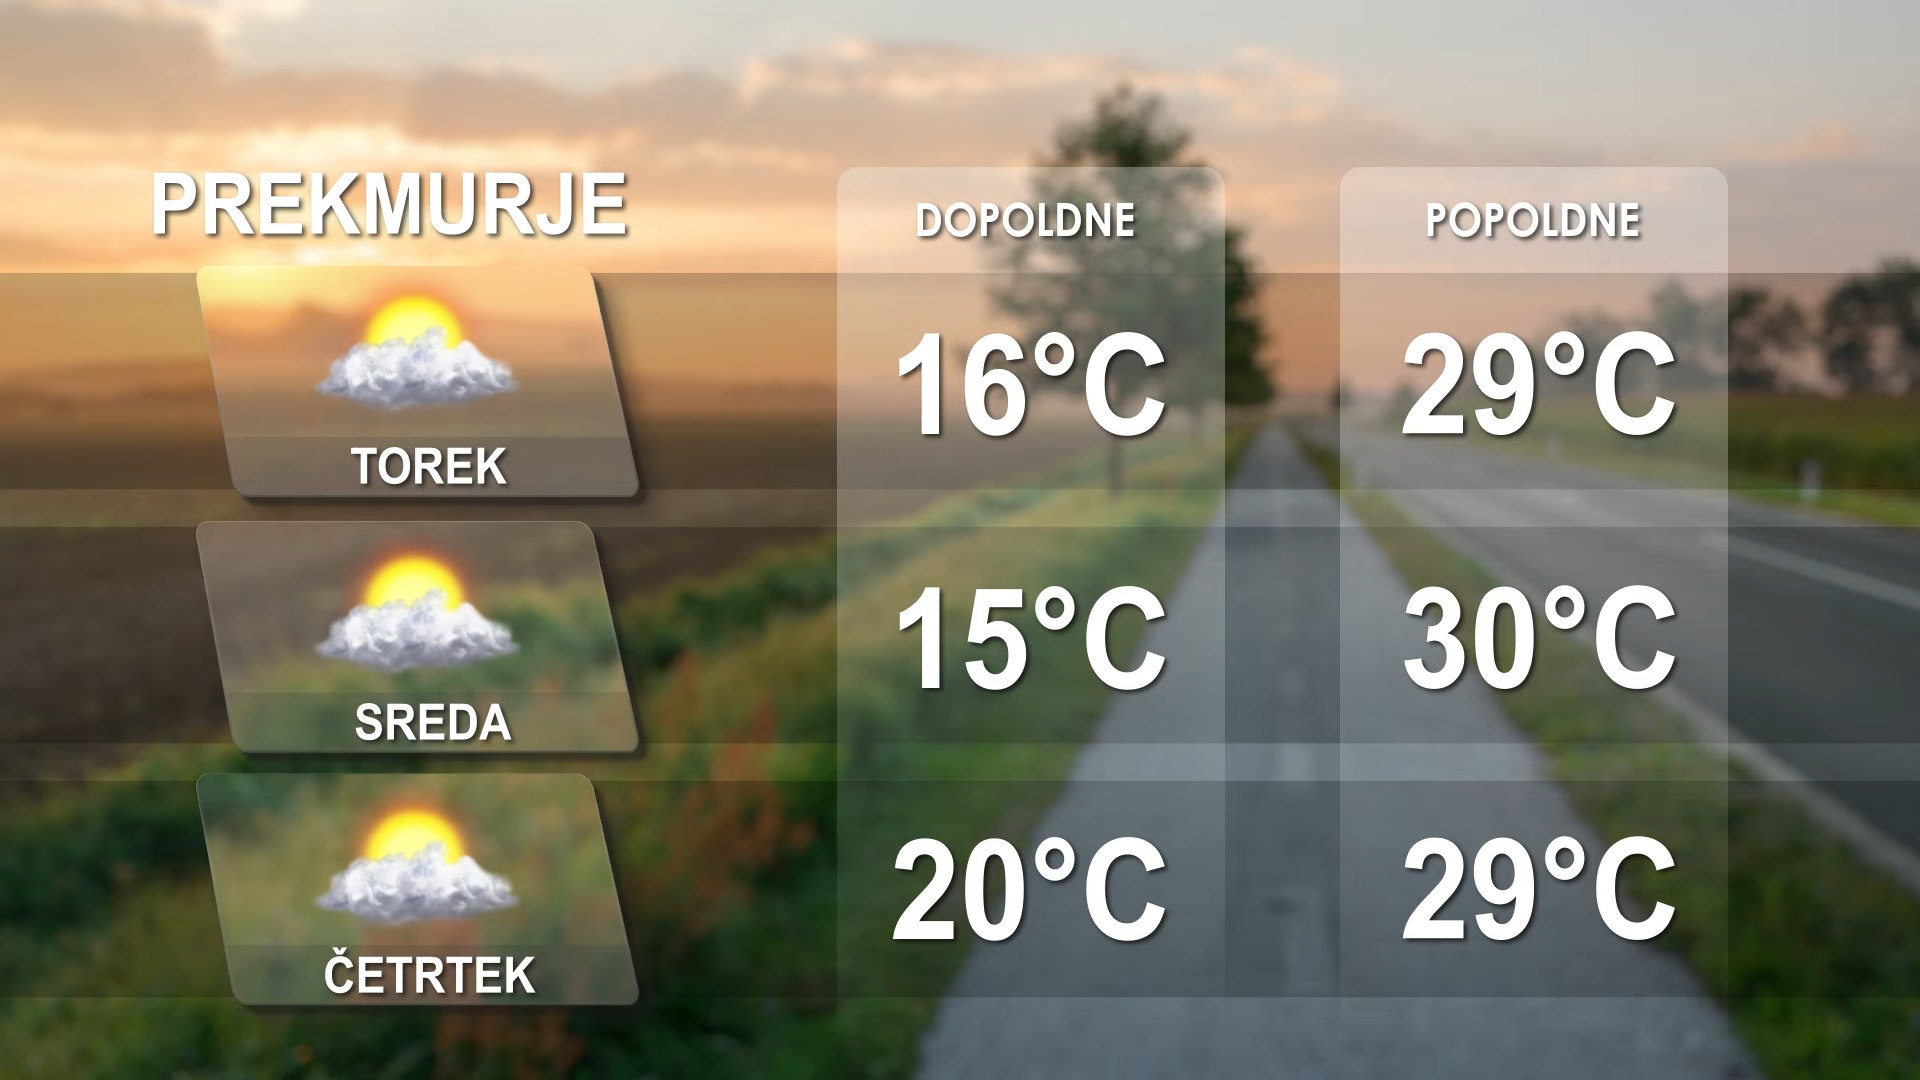 PREKMURJE
DOPOLDNE
POPOLDNE
TOREK
16°C
29°C
SREDA
15°C
30°C
ČETRTEK
20°C
29°C